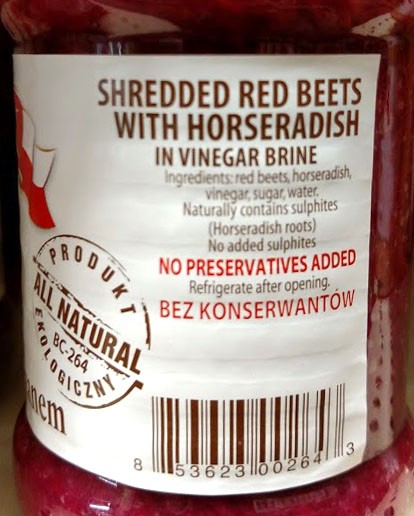 SHREDDED RED BEETS
WITH HORSERADISH
IN VINEGAR BRINE
Ingredients: red beets, horseradish,
vinegar, sugar, water.
Naturally contains sulphites
(Horseradish roots)
No added sulphites
NO PRESERVATIVES ADDED
Refrigerate after opening.
BEZ KONSERWANTÓW
PRODUKT
ALL NATURAL
BC-264
EKOLOGICZNY
anem
8 53623 00264 3